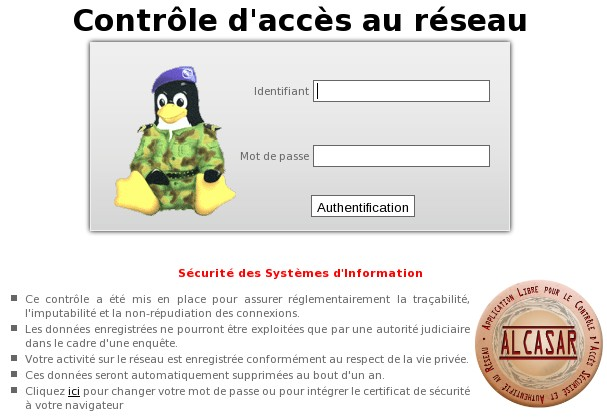 Contrôle d'accès au réseau
Identifiant
Mot de passe
Authentification
Sécurité des Systèmes d'Information
Ce contrôle a été mis en place pour assurer réglementairement la traçabilité,
l'imputabilité et la non-répudiation des connexions.
Les données enregistrées ne pourront être exploitées que par une autorité judiciaire
dans le cadre d'une enquête.
Votre activité sur le réseau est enregistrée conformément au respect de la vie privée.
Ces données seront automatiquement supprimées au bout d'un an.
Cliquez ici pour changer votre mot de passe ou pour intégrer le certificat de sécurité
à votre navigateur
Application Libre pour le Contrôle d'Accès Sécurisé et Authentifié au Réseau
ALCASAR